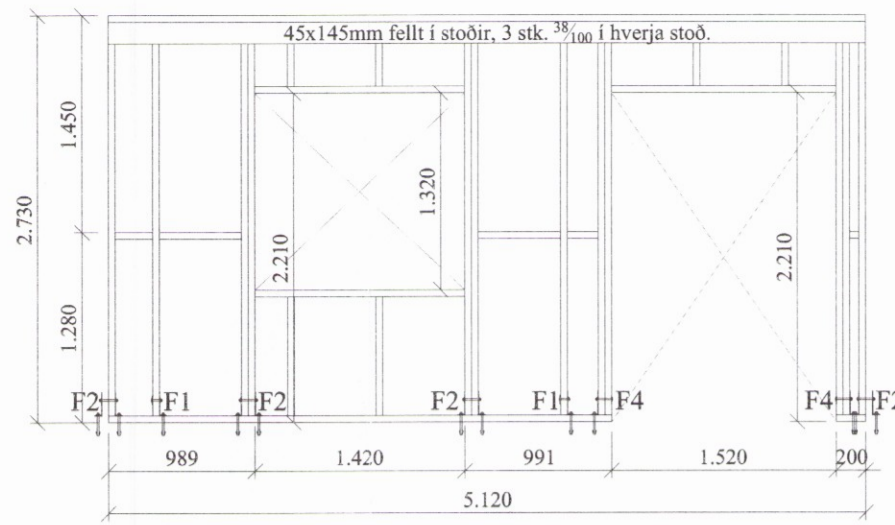 45x145mm fellt í stoðir, 3 stk. 38/100 í hverja stoð.
1.450
2.730
1.320
2.210
2.210
1.280
F2 F1 F2 F2 F1 F4 F4 F2
989 1.420 991 1.520 200
5.120